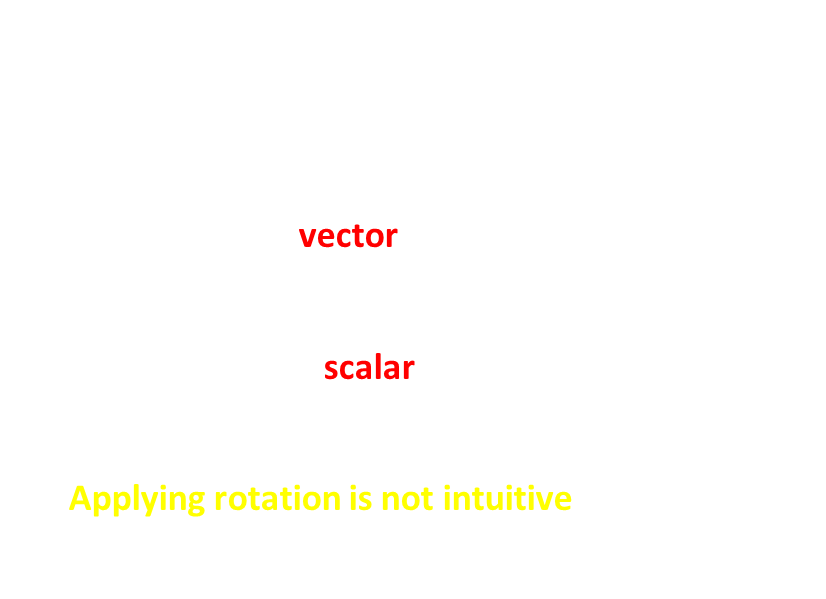 vector
scalar
Applying rotation is not intuitive